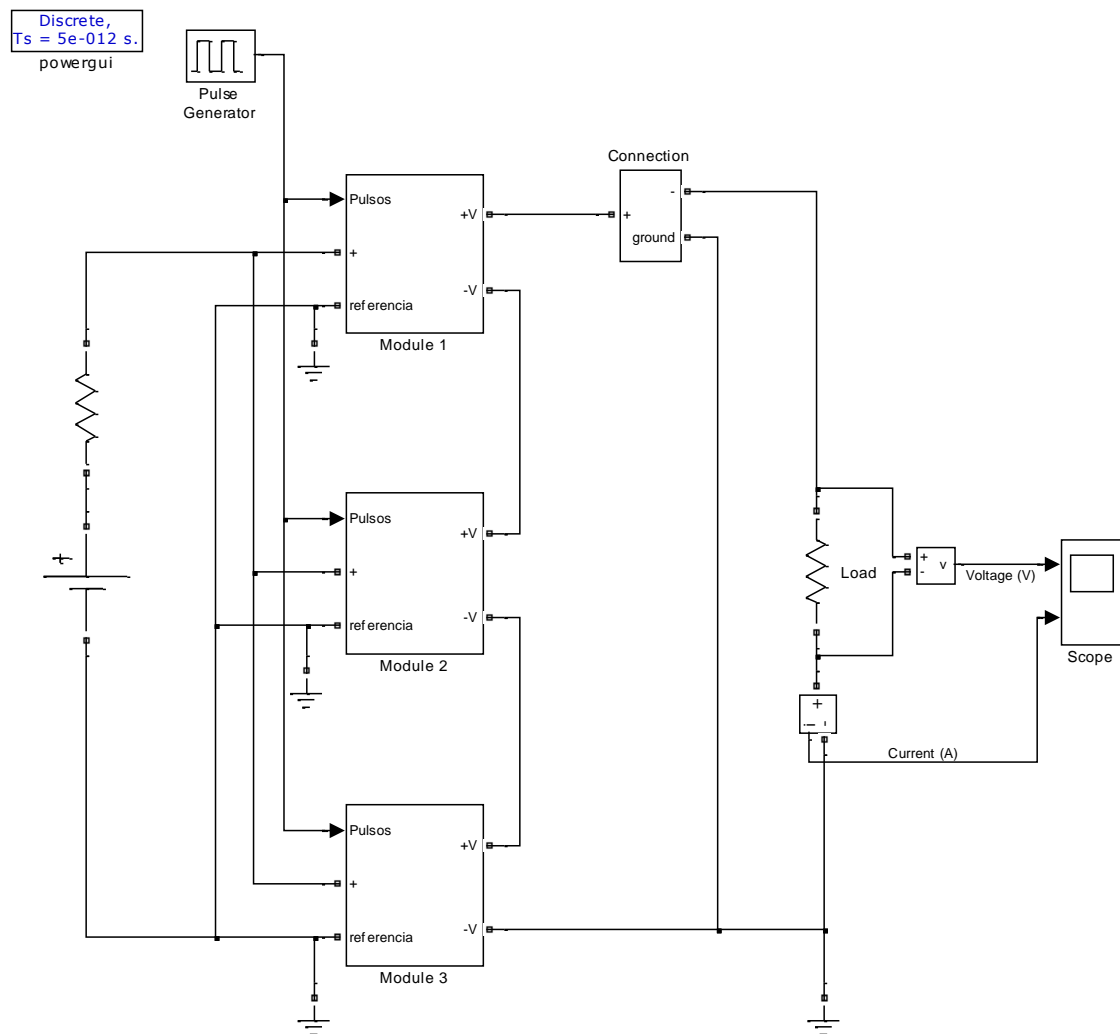 Discrete,
Ts = 5e-012 s.
powergui
Pulse
Generator
Pulsos
+
referencia
+V
-V
Module 1
Connection
+
-
ground
Pulsos
+
referencia
+V
-V
Module 2
+
Load
+
-
v
Voltage (V)
Scope
+
i
-
Current (A)
Pulsos
+
referencia
+V
-V
Module 3